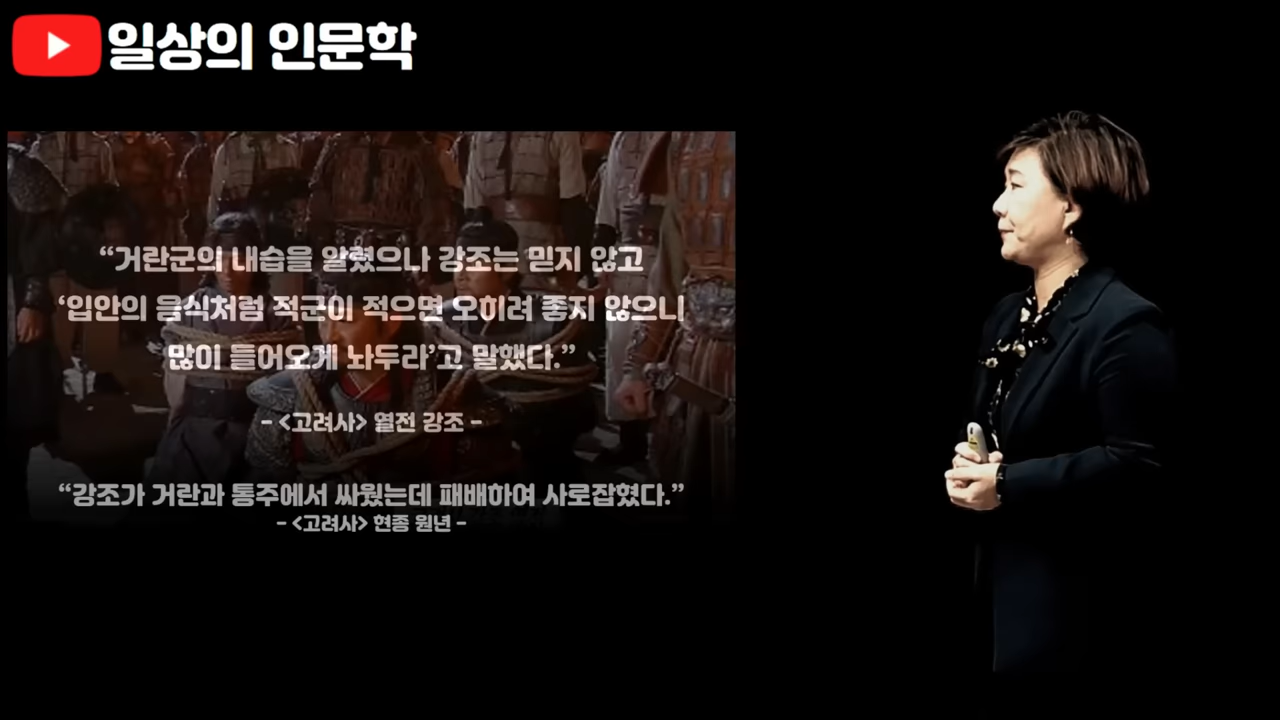 일상의 인문학
“거란군의 내습을 알렸으나 강조는 믿지 않고
‘입안의 음식처럼 적군이 적으면 오히려 좋지 않으니
많이 들어오게 놔두라’고 말했다.”
- <고려사> 열전 강조 -
“강조가 거란과 통주에서 싸웠는데 패배하여 사로잡혔다.”
- <고려사> 현종 원년 -